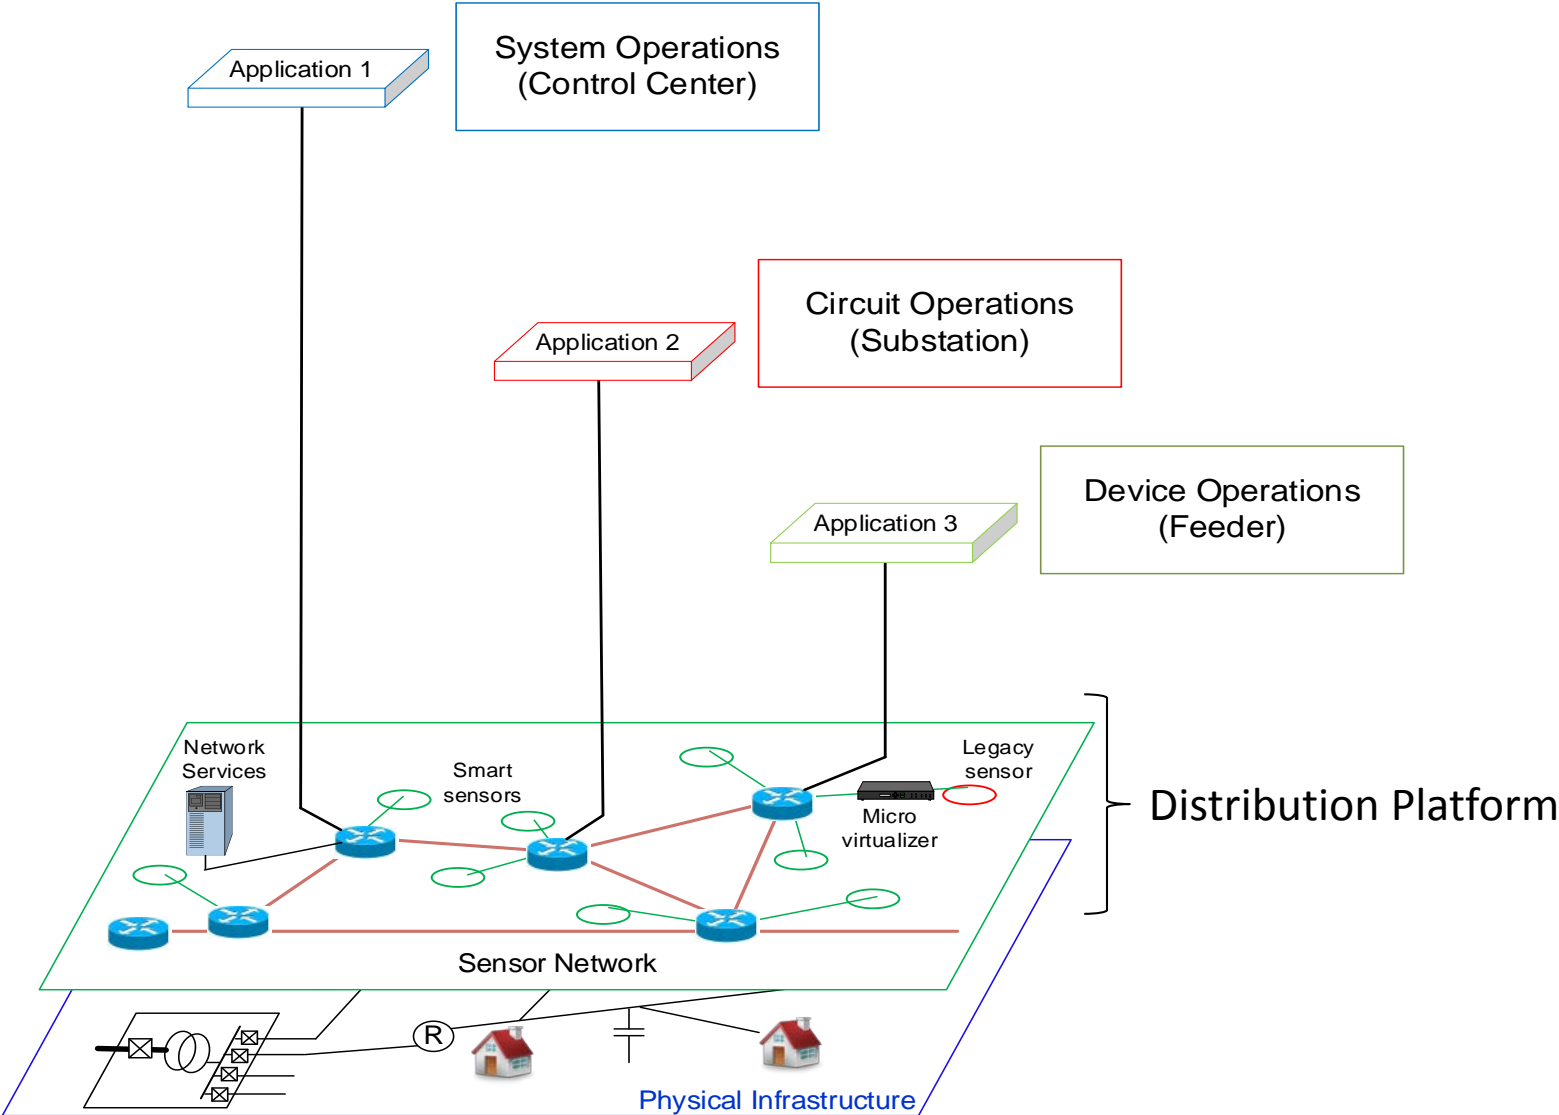 System Operations
(Control Center)
Application 1
Circuit Operations
(Substation)
Application 2
Device Operations
(Feeder)
Application 3
Network
Services
Smart
sensors
Legacy
sensor
Micro
virtualizer
Distribution Platform
Sensor Network
R
Physical Infrastructure